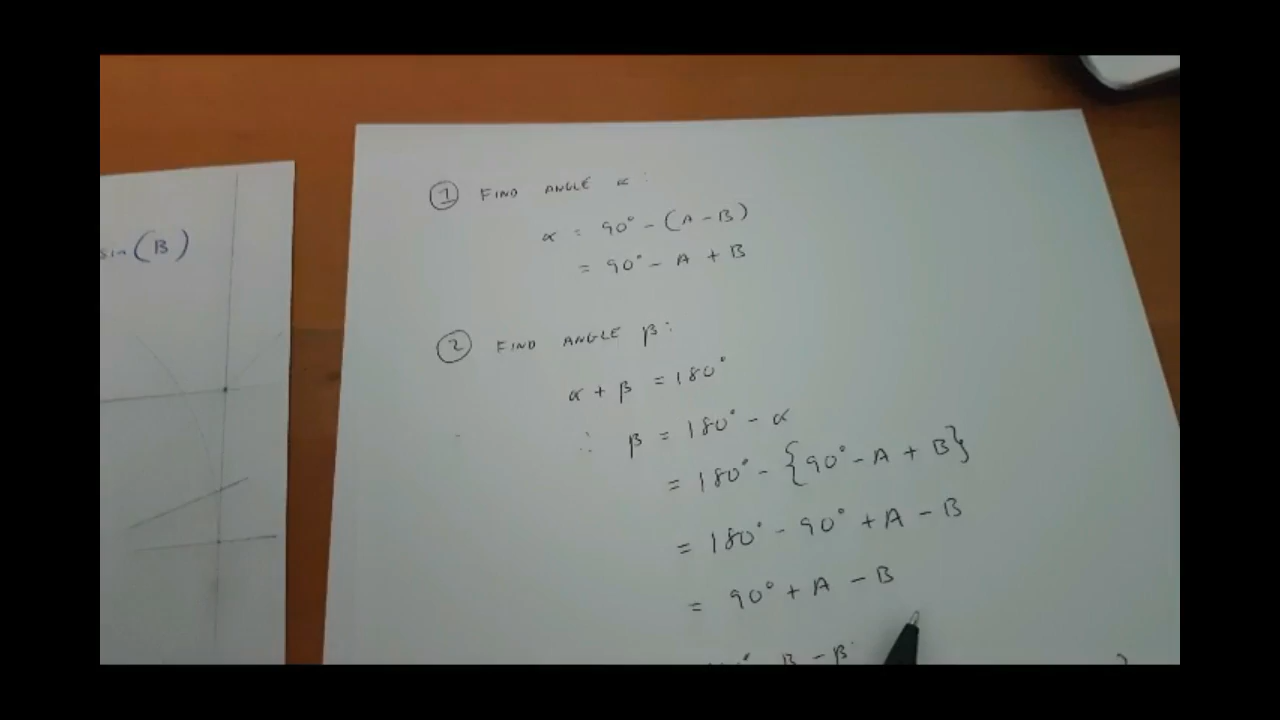 sin(B)
① FIND ANGLE α:
α = 90° - (A - B)
= 90° - A + B
② FIND ANGLE β:
α + β = 180°
∴ β = 180° - α
= 180° - {90° - A + B}
= 180° - 90° + A - B
= 90° + A - B
B - β